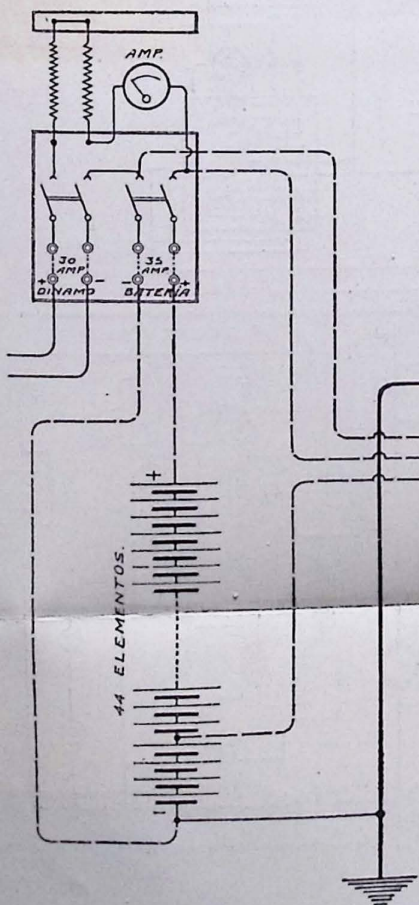 AMP.
30 AMP.
35 AMP.
+ DINAMO -
- BATERIA +
+
44 ELEMENTOS.
-